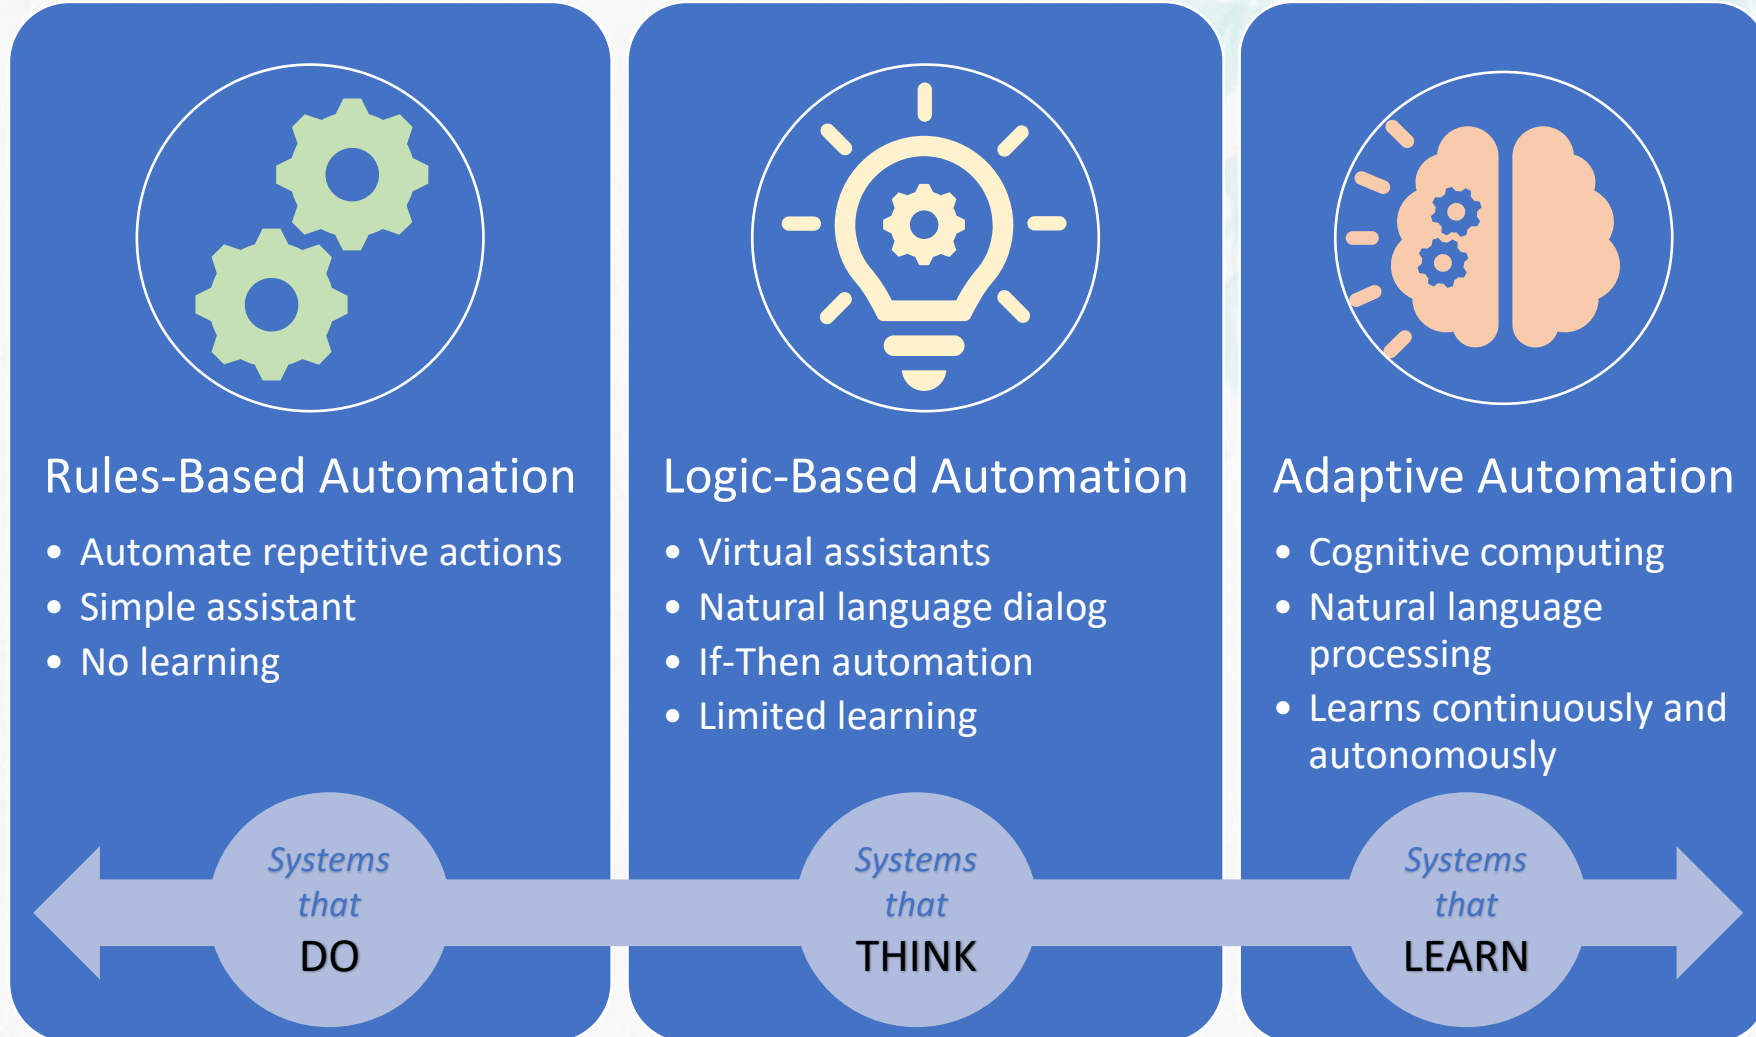 Rules-Based Automation
• Automate repetitive actions
• Simple assistant
• No learning
Systems
that
DO
Logic-Based Automation
• Virtual assistants
• Natural language dialog
• If-Then automation
• Limited learning
Systems
that
THINK
Adaptive Automation
• Cognitive computing
• Natural language
processing
• Learns continuously and
autonomously
Systems
that
LEARN